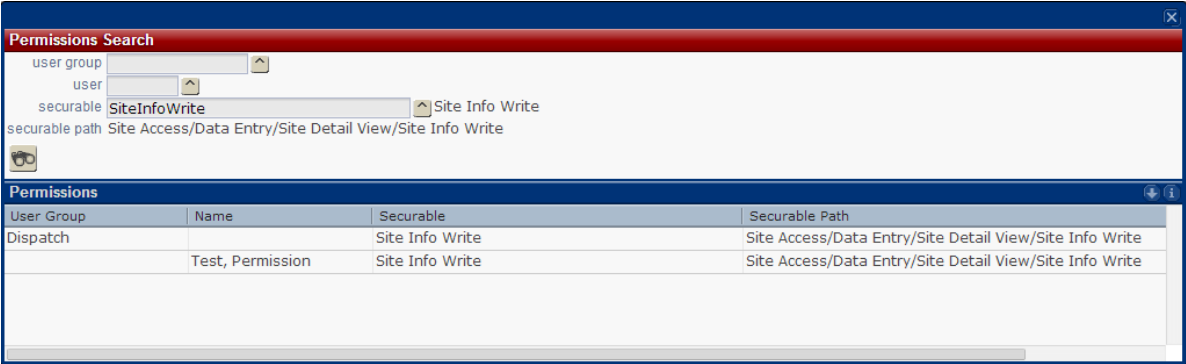 Permissions Search
user group
user
securable SiteInfoWrite Site Info Write
securable path Site Access/Data Entry/Site Detail View/Site Info Write
Permissions
User Group Name Securable Securable Path
Dispatch Site Info Write Site Access/Data Entry/Site Detail View/Site Info Write
Test, Permission Site Info Write Site Access/Data Entry/Site Detail View/Site Info Write